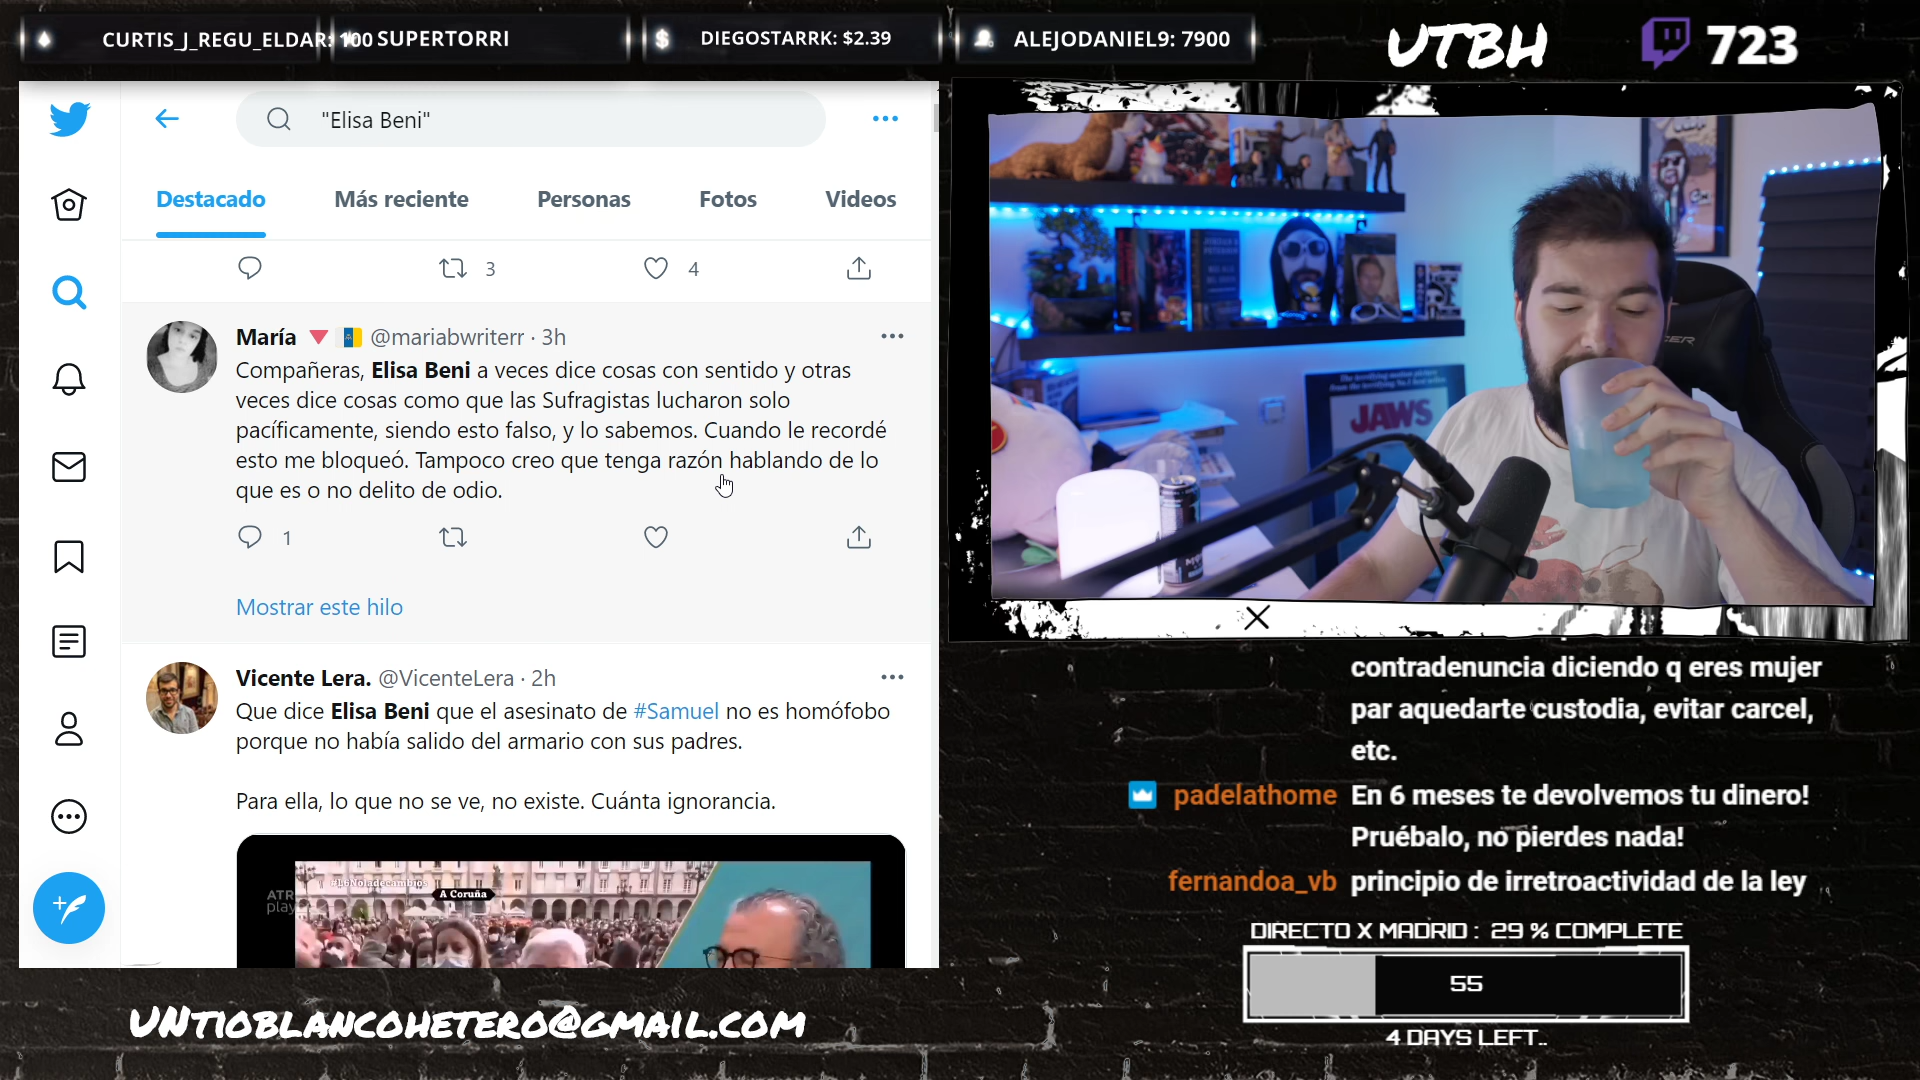 CURTIS_J_REGU_ELDAR: 100
SUPERTORRI
DIEGOSTARRK: $2.39
ALEJODANIEL9: 7900
UTBH
723
"Elisa Beni"
Destacado
Más reciente
Personas
Fotos
Videos
3
4
María @mariabwriterr · 3h
Compañeras, Elisa Beni a veces dice cosas con sentido y otras
veces dice cosas como que las Sufragistas lucharon solo
pacíficamente, siendo esto falso, y lo sabemos. Cuando le recordé
esto me bloqueó. Tampoco creo que tenga razón hablando de lo
que es o no delito de odio.
1
Mostrar este hilo
Vicente Lera. @VicenteLera · 2h
Que dice Elisa Beni que el asesinato de #Samuel no es homófobo
porque no había salido del armario con sus padres.
Para ella, lo que no se ve, no existe. Cuánta ignorancia.
A Coruña
ATR
play
JAWS
contradenuncia diciendo q eres mujer
par aquedarte custodia, evitar carcel,
etc.
padelathome En 6 meses te devolvemos tu dinero!
Pruébalo, no pierdes nada!
fernandoa_vb principio de irretroactividad de la ley
DIRECTO X MADRID : 29 % COMPLETE
55
4 DAYS LEFT..
UNTIOBLANCOHETERO@GMAIL.COM